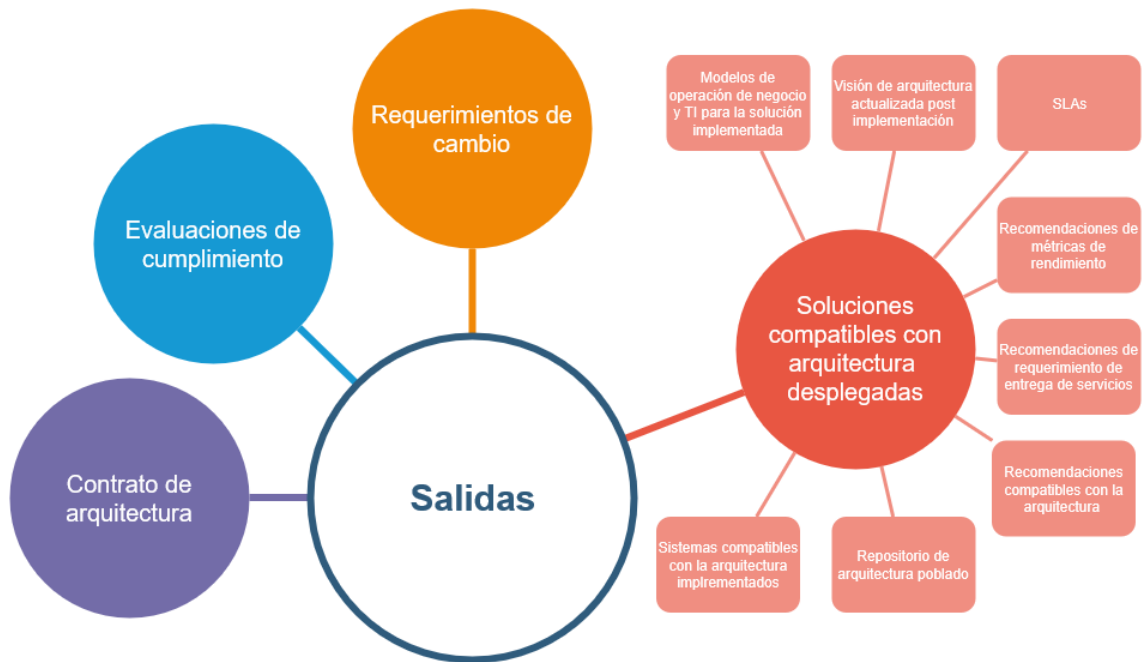 Requerimientos de
cambio
Evaluaciones de
cumplimiento
Contrato de
arquitectura
Salidas
Soluciones
compatibles con
arquitectura
desplegadas
Modelos de
operación de negocio
y TI para la solución
implementada
Visión de arquitectura
actualizada post
implementación
SLAs
Recomendaciones de
métricas de
rendimiento
Recomendaciones de
requerimiento de
entrega de servicios
Recomendaciones
compatibles con la
arquitectura
Repositorio de
arquitectura poblado
Sistemas compatibles
con la arquitectura
implrementados